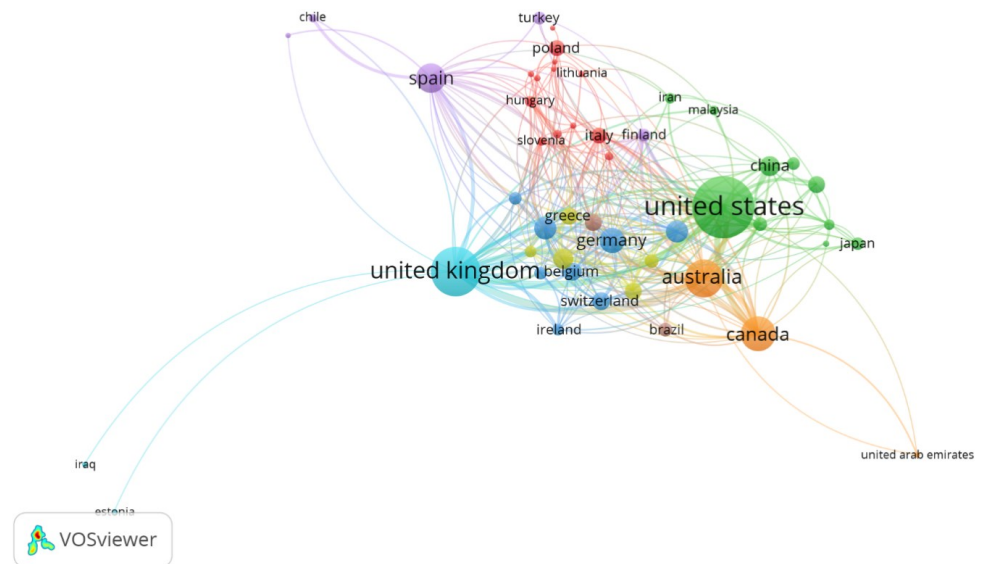 chile
turkey
poland
spain
lithuania
hungary
iran
malaysia
slovenia
italy
finland
china
united states
greece
germany
japan
united kingdom
belgium
australia
switzerland
ireland
brazil
canada
united arab emirates
iraq
estonia
VOSviewer